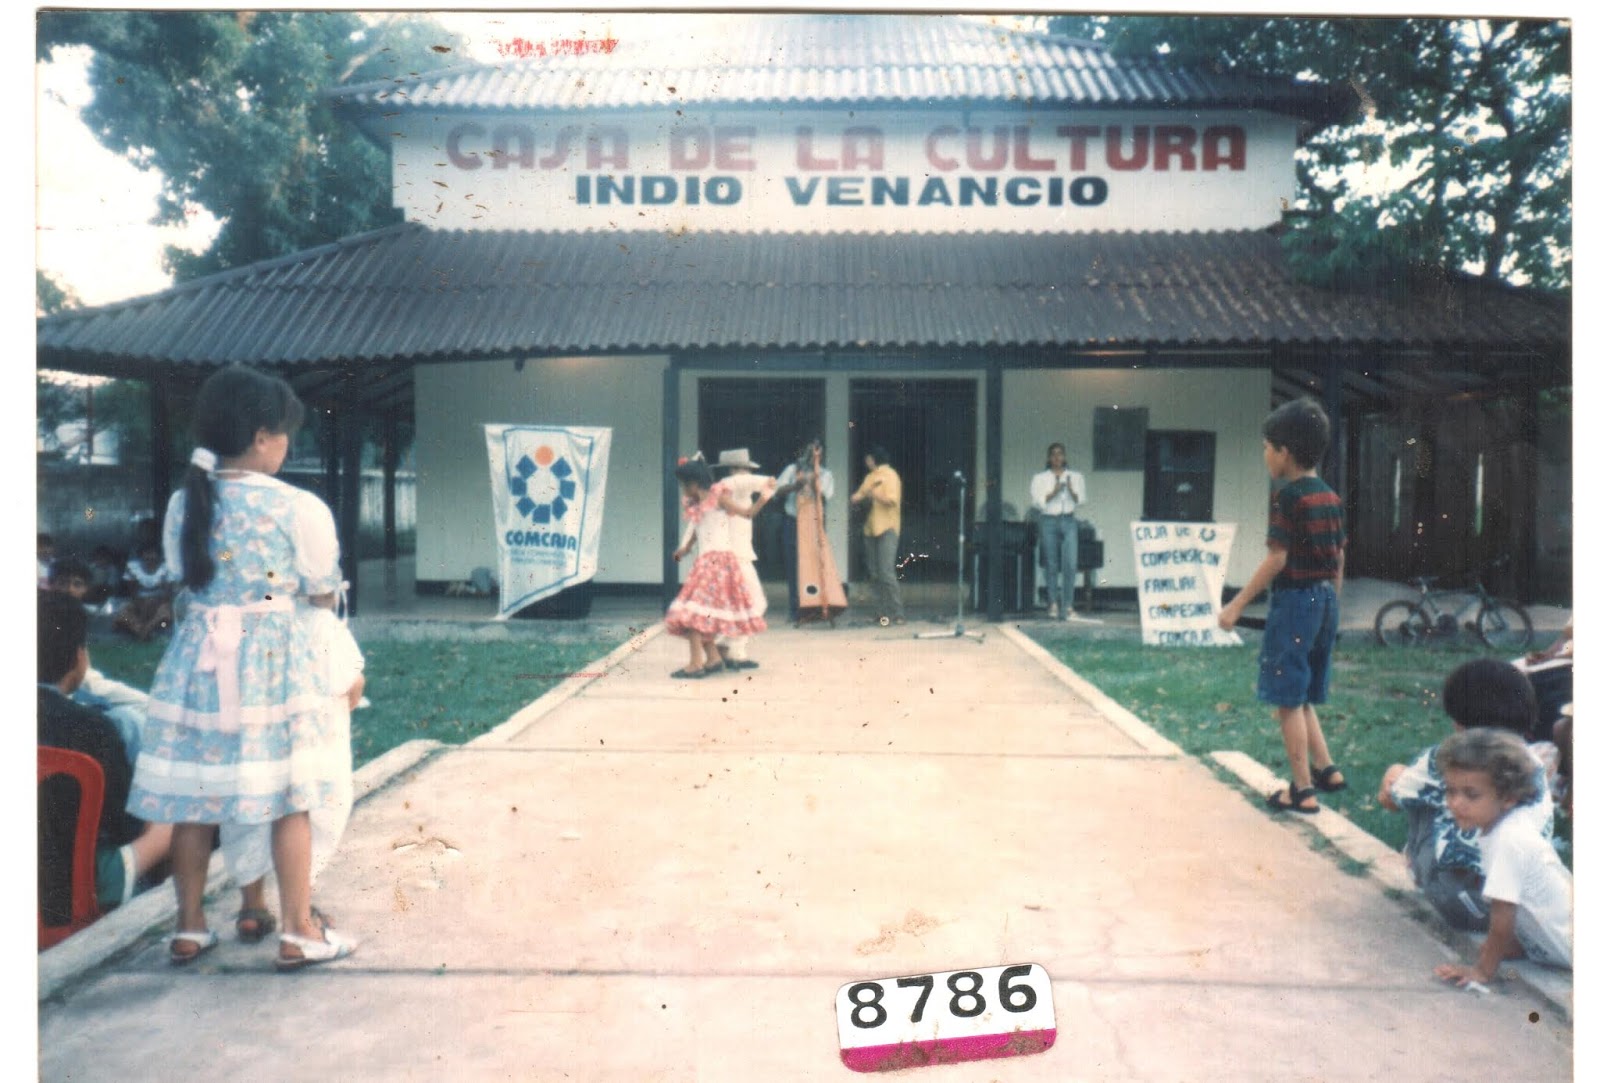 CASA DE LA CULTURA
INDIO VENANCIO
COMCAJA
CAJA DE
COMPENSACION
FAMILIAR
CAMPESINA
"COMCAJA
8786